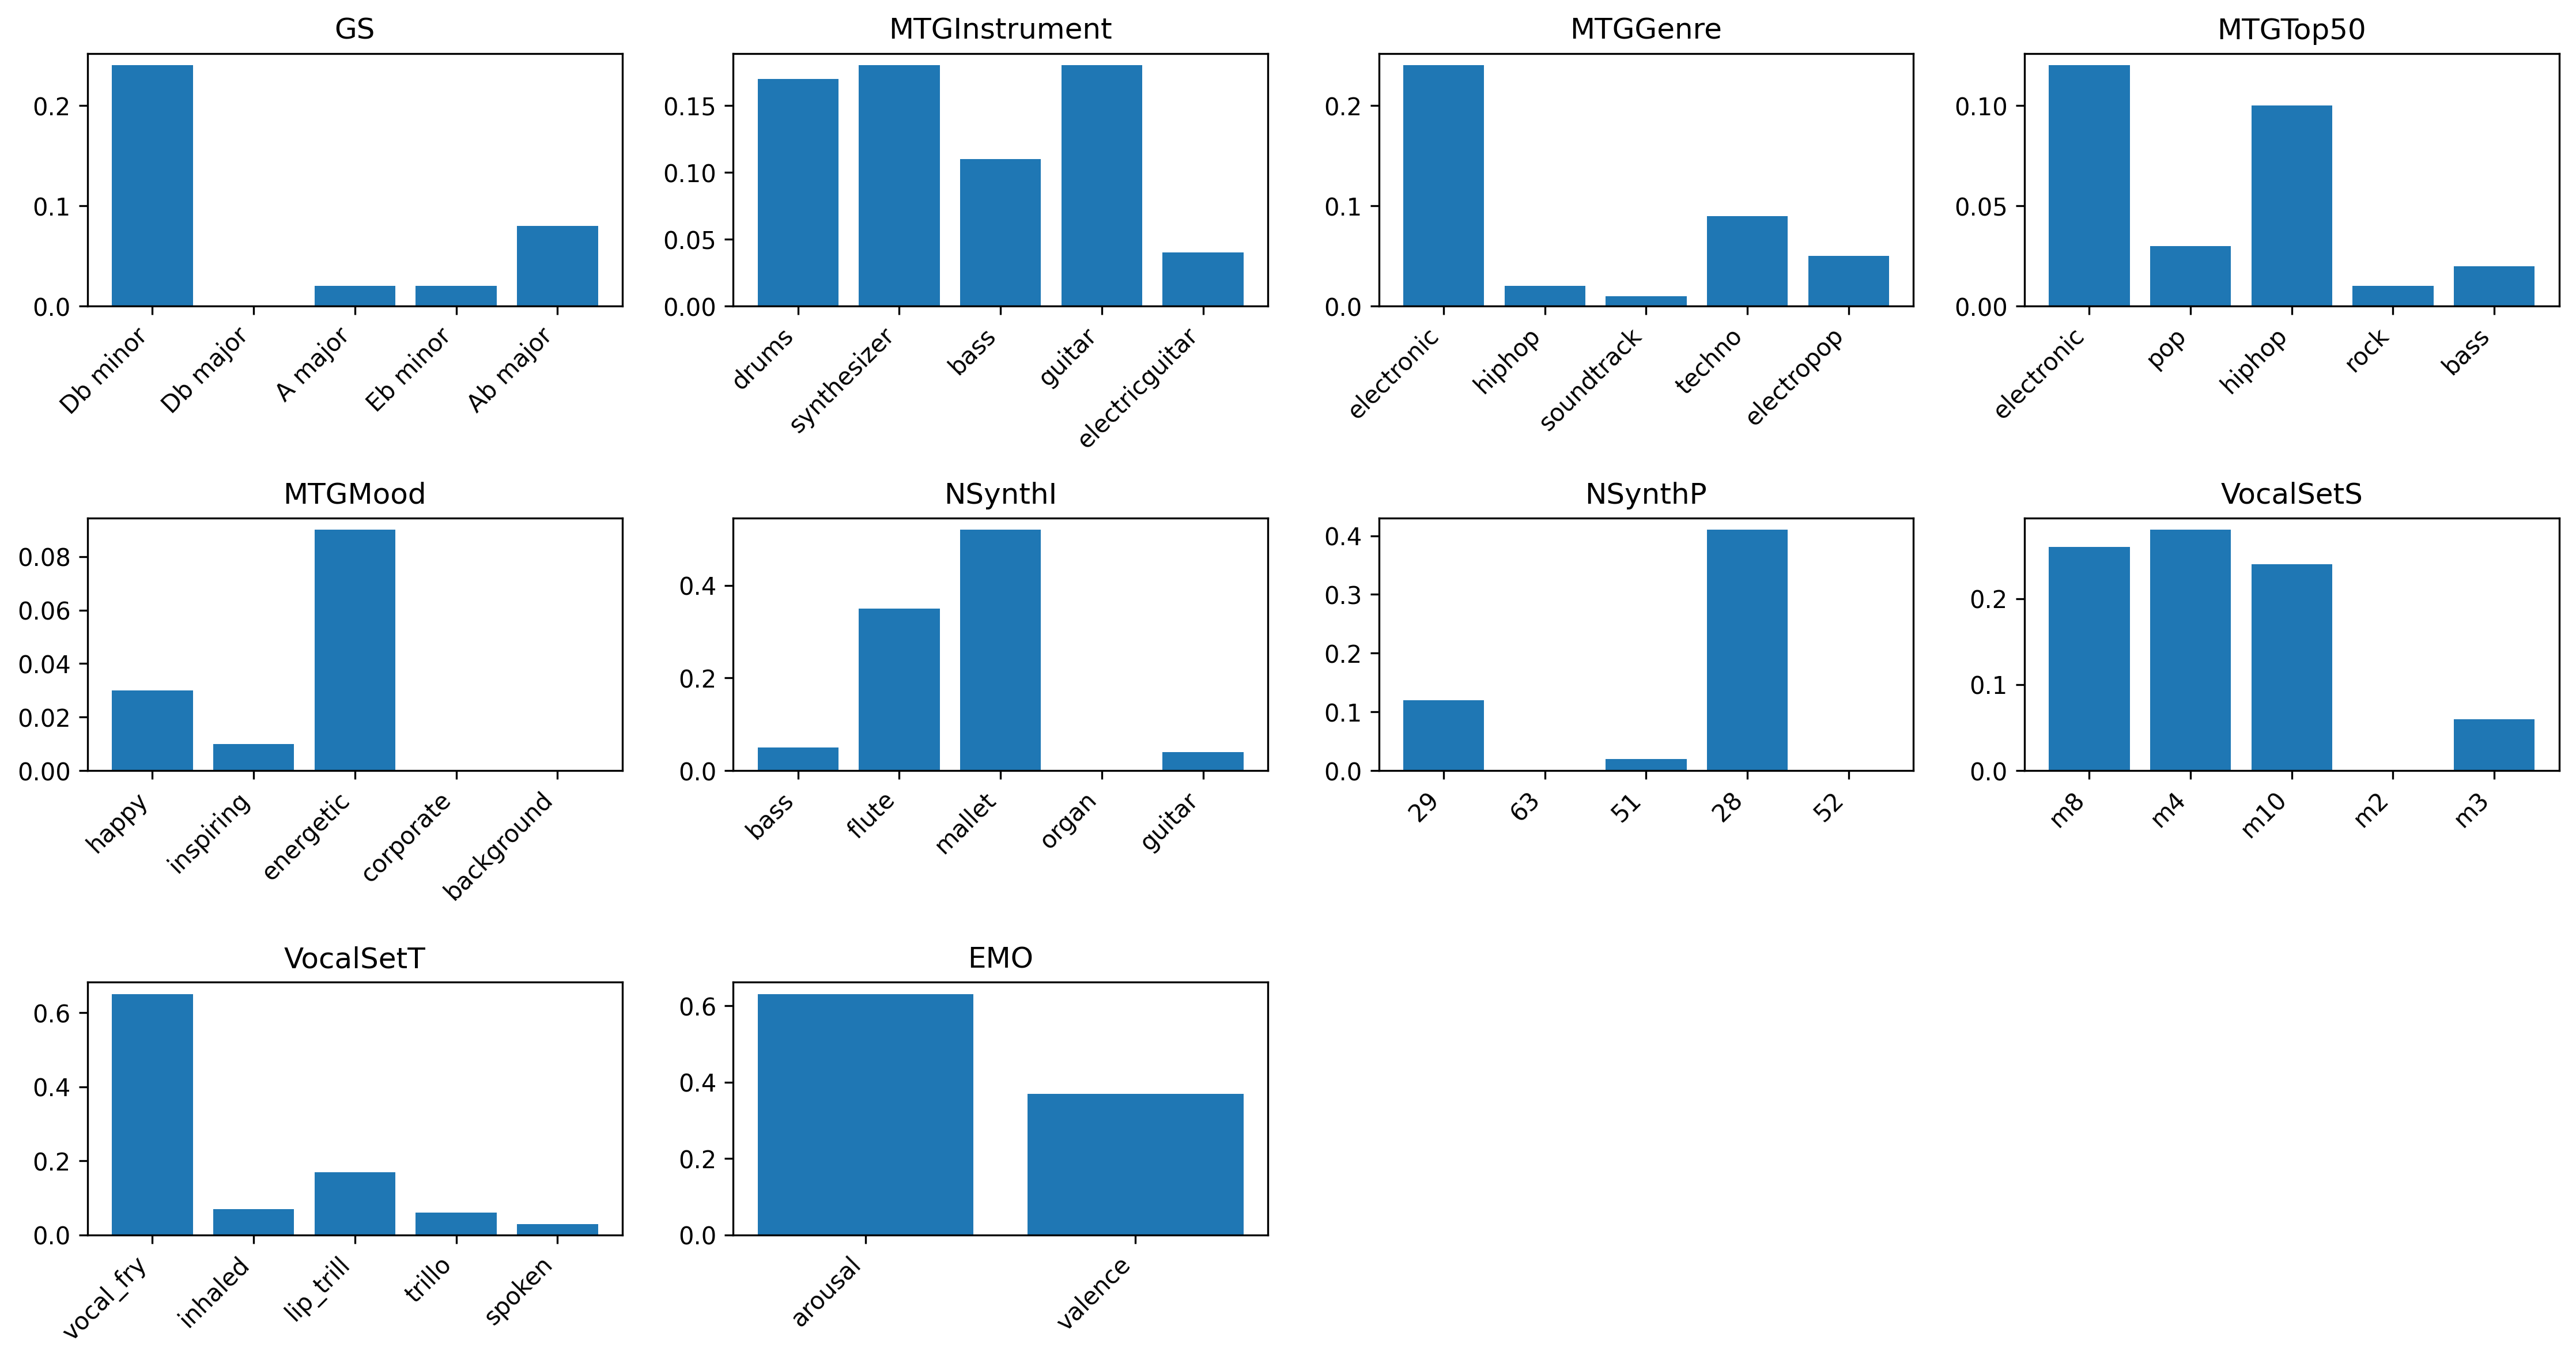 GS
0.2
0.1
0.0
Db minor
Db major
A major
Eb minor
Ab major
MTGInstrument
0.15
0.10
0.05
0.00
drums
synthesizer
bass
guitar
electricguitar
MTGGenre
0.2
0.1
0.0
electronic
hiphop
soundtrack
techno
electropop
MTGTop50
0.10
0.05
0.00
electronic
pop
hiphop
rock
bass
MTGMood
0.08
0.06
0.04
0.02
0.00
happy
inspiring
energetic
corporate
background
NSynthI
0.4
0.2
0.0
bass
flute
mallet
organ
guitar
NSynthP
0.4
0.3
0.2
0.1
0.0
29
63
51
28
52
VocalSetS
0.2
0.1
0.0
m8
m4
m10
m2
m3
VocalSetT
0.6
0.4
0.2
0.0
vocal_fry
inhaled
lip_trill
trillo
spoken
EMO
0.6
0.4
0.2
0.0
arousal
valence